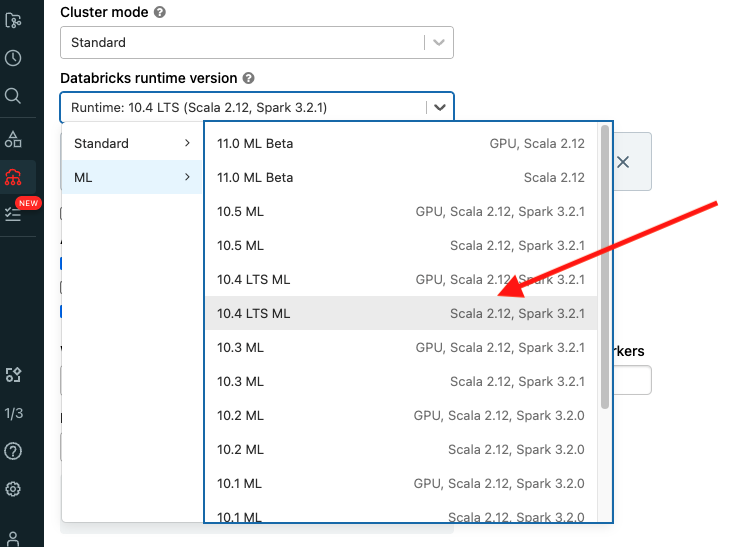 Cluster mode
Standard
Databricks runtime version
Runtime: 10.4 LTS (Scala 2.12, Spark 3.2.1)
Standard
ML
11.0 ML Beta GPU, Scala 2.12
11.0 ML Beta Scala 2.12
10.5 ML GPU, Scala 2.12, Spark 3.2.1
10.5 ML Scala 2.12, Spark 3.2.1
10.4 LTS ML GPU, Scala 2.12, Spark 3.2.1
10.4 LTS ML Scala 2.12, Spark 3.2.1
10.3 ML GPU, Scala 2.12, Spark 3.2.1
10.3 ML Scala 2.12, Spark 3.2.1
10.2 ML GPU, Scala 2.12, Spark 3.2.0
10.2 ML Scala 2.12, Spark 3.2.0
10.1 ML GPU, Scala 2.12, Spark 3.2.0
10.1 ML Scala 2.12, Spark 3.2.0
NEW
rkers
1/3